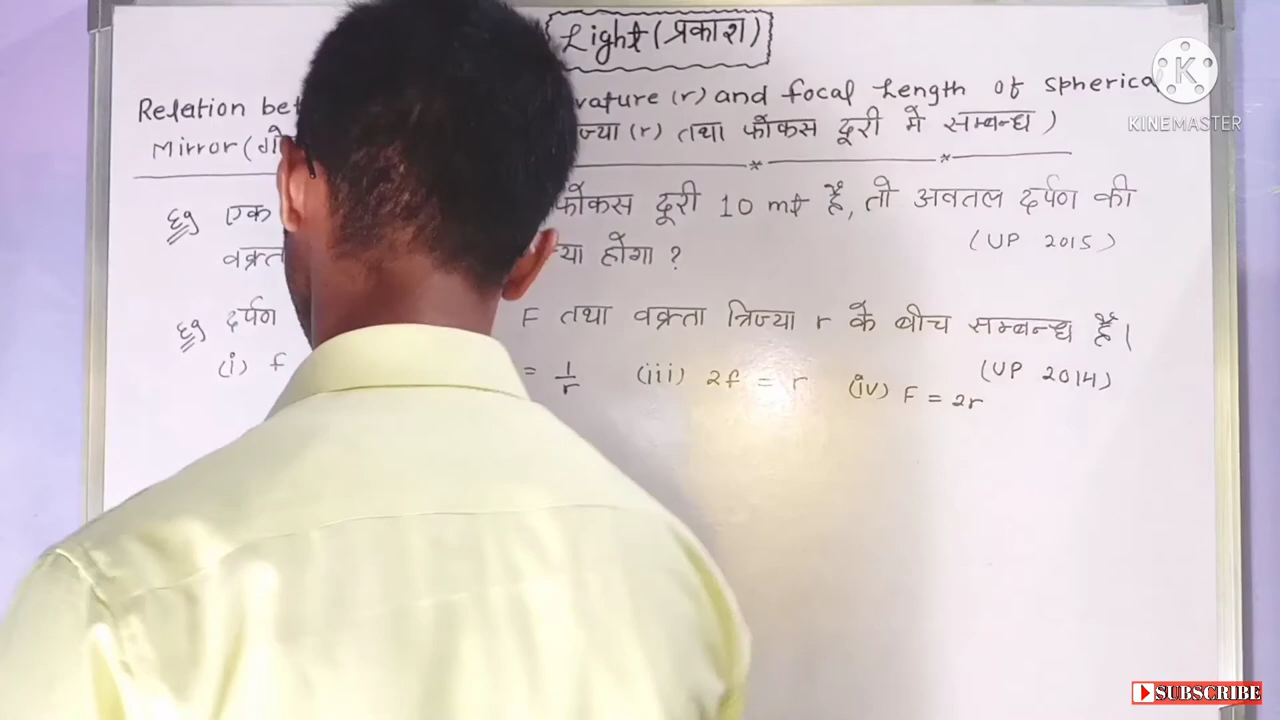 Light (प्रकाश)
Relation bet vature (r) and focal Length of spherica
Mirror (गो ज्या (r) तथा फोकस दूरी में सम्बन्ध )
Eg एक फोकस दूरी 10 mt है, तो अवतल दर्पण की
वक्रता या होगा ? (UP 2015)
Eg दर्पण F तथा वक्रता त्रिज्या r के बीच सम्बन्ध है।
(i) f = 1/r (iii) 2f = r (iv) F = 2r (UP 2014)
K
KINEMASTER
SUBSCRIBE